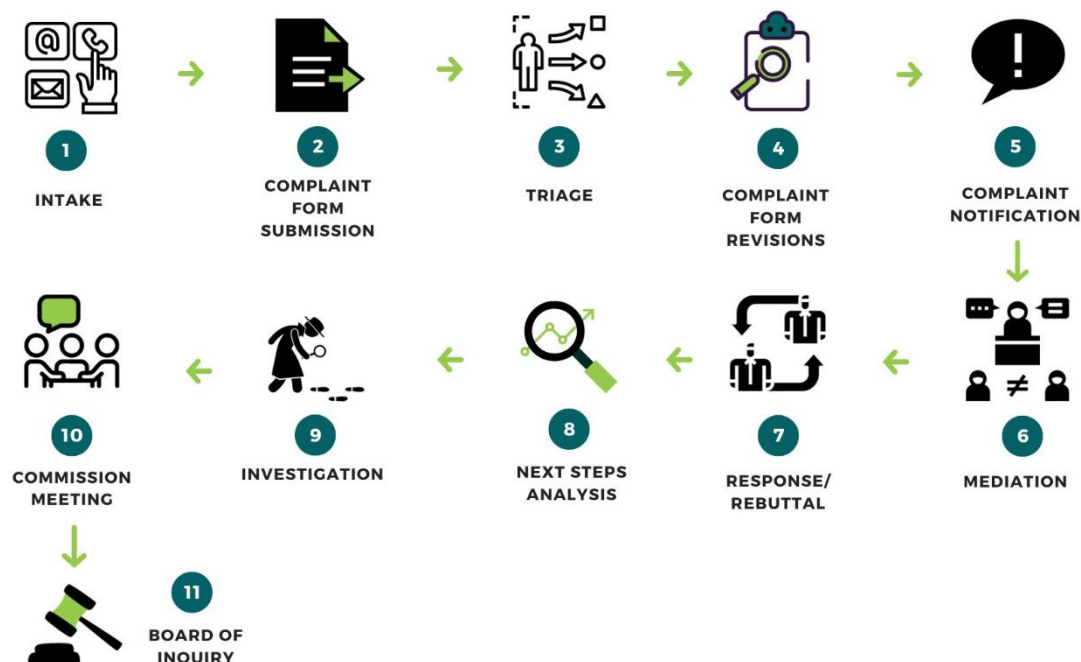 1
INTAKE
2
COMPLAINT
FORM
SUBMISSION
3
TRIAGE
4
COMPLAINT
FORM
REVISIONS
5
COMPLAINT
NOTIFICATION
6
MEDIATION
7
RESPONSE/
REBUTTAL
8
NEXT STEPS
ANALYSIS
9
INVESTIGATION
10
COMMISSION
MEETING
11
BOARD OF
INQUIRY